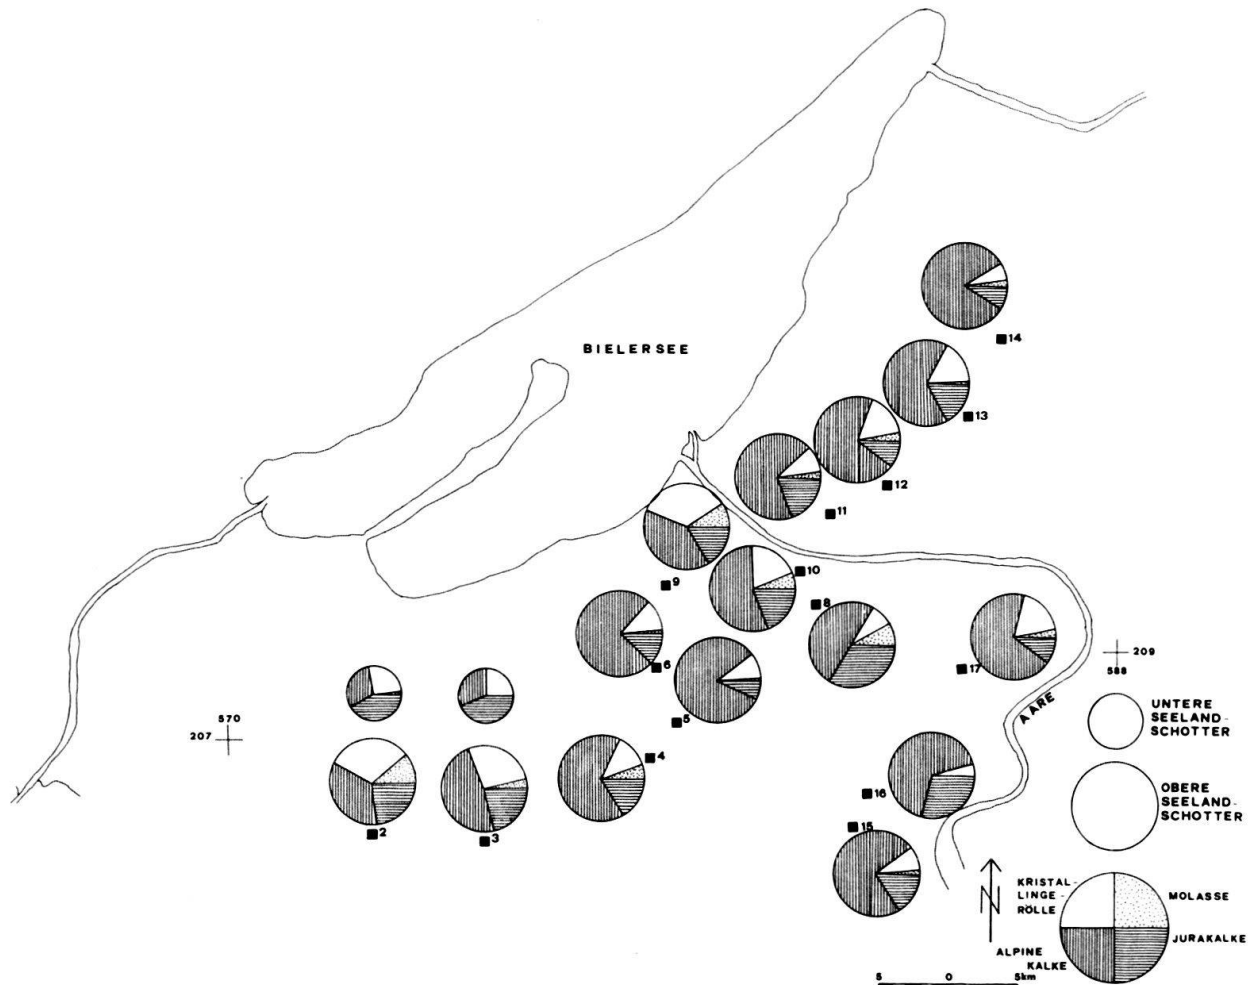 BIELERSEE
14
13
12
11
10
9
8
6
17
209
588
5
570
207
4
AARE
UNTERE
SEELAND-
SCHOTTER
16
OBERE
SEELAND-
SCHOTTER
15
2
3
N
KRISTAL-
LINGE-
RÖLLE
MOLASSE
ALPINE
KALKE
JURAKALKE
5 0 5km